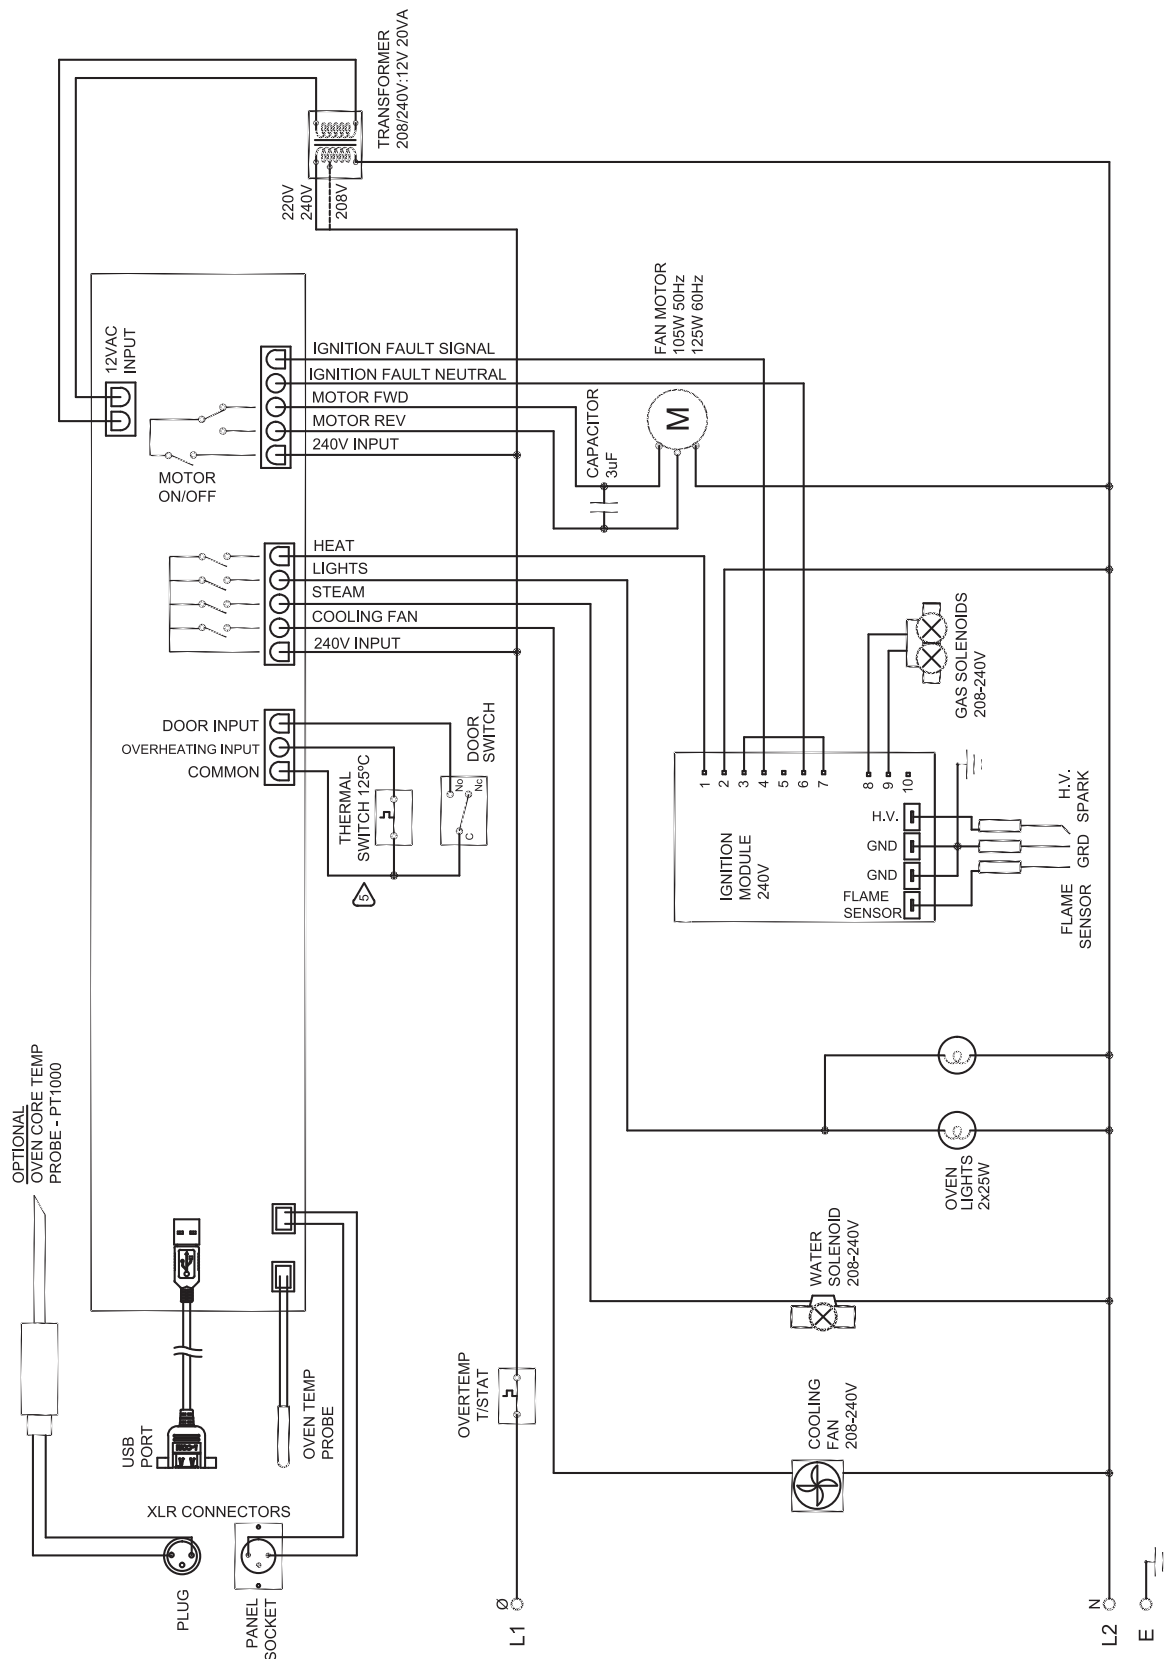 TRANSFORMER
208/240V:12V 20VA
220V
240V
208V
12VAC
INPUT
MOTOR
ON/OFF
IGNITION FAULT SIGNAL
IGNITION FAULT NEUTRAL
MOTOR FWD
MOTOR REV
240V INPUT
CAPACITOR
3uF
FAN MOTOR
105W 50Hz
125W 60Hz
M
HEAT
LIGHTS
STEAM
COOLING FAN
240V INPUT
DOOR INPUT
OVERHEATING INPUT
COMMON
THERMAL
SWITCH 125ºC
5
DOOR
SWITCH
No
Nc
C
GAS SOLENOIDS
208-240V
1
2
3
4
5
6
7
8
9
10
IGNITION
MODULE
240V
H.V.
GND
GND
FLAME
SENSOR
H.V.
SPARK
GRD
FLAME
SENSOR
OPTIONAL
OVEN CORE TEMP
PROBE - PT1000
USB
PORT
OVEN TEMP
PROBE
XLR CONNECTORS
PLUG
PANEL
SOCKET
OVERTEMP
T/STAT
OVEN
LIGHTS
2x25W
WATER
SOLENOID
208-240V
COOLING
FAN
208-240V
L1
Ø
L2
N
E